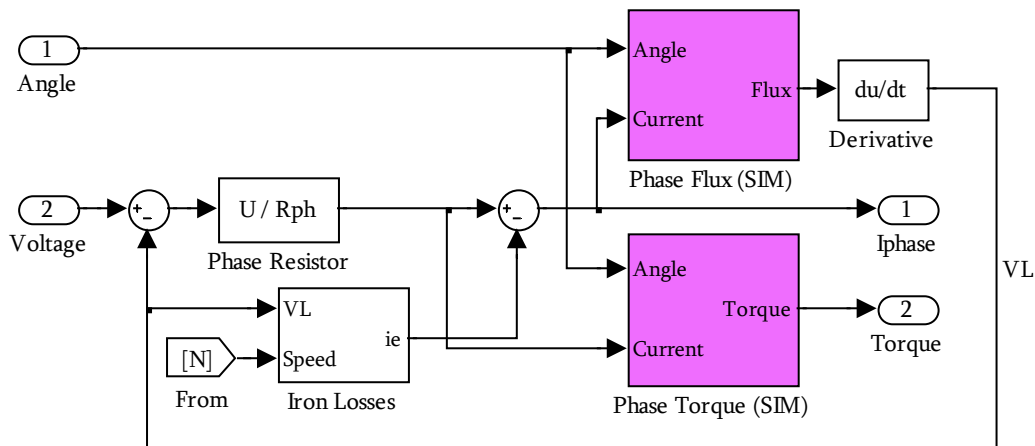 1
Angle
Angle
Flux
Current
Phase Flux (SIM)
du/dt
Derivative
2
Voltage
+
-
U / Rph
Phase Resistor
+
-
1
Iphase
VL
Speed
ie
Iron Losses
[N]
From
Angle
Torque
Current
Phase Torque (SIM)
2
Torque
VL